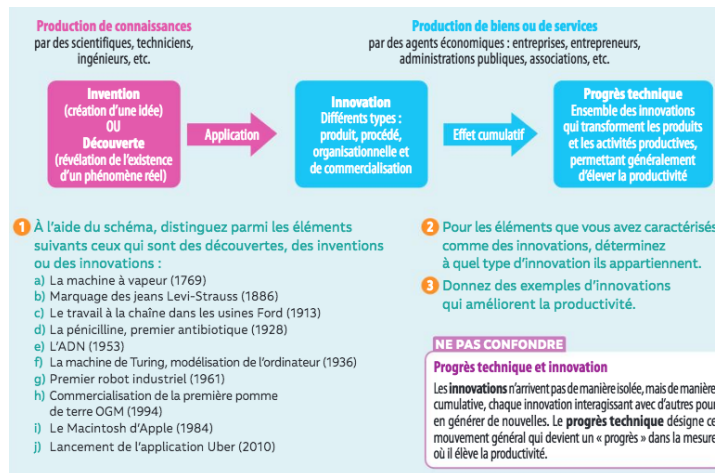 Production de connaissances
par des scientifiques, techniciens,
ingénieurs, etc.
Production de biens ou de services
par des agents économiques : entreprises, entrepreneurs,
administrations publiques, associations, etc.
Invention
(création d'une idée)
OU
Découverte
(révélation de l'existence
d'un phénomène réel)
Application
Innovation
Différents types :
produit, procédé,
organisationnelle et
de commercialisation
Effet cumulatif
Progrès technique
Ensemble des innovations
qui transforment les produits
et les activités productives,
permettant généralement
d'élever la productivité
1 À l'aide du schéma, distinguez parmi les éléments
suivants ceux qui sont des découvertes, des inventions
ou des innovations :
a) La machine à vapeur (1769)
b) Marquage des jeans Levi-Strauss (1886)
c) Le travail à la chaîne dans les usines Ford (1913)
d) La pénicilline, premier antibiotique (1928)
e) L'ADN (1953)
f) La machine de Turing, modélisation de l'ordinateur (1936)
g) Premier robot industriel (1961)
h) Commercialisation de la première pomme
de terre OGM (1994)
i) Le Macintosh d'Apple (1984)
j) Lancement de l'application Uber (2010)
2 Pour les éléments que vous avez caractérisés
comme des innovations, déterminez
à quel type d'innovation ils appartiennent.
3 Donnez des exemples d'innovations
qui améliorent la productivité.
NE PAS CONFONDRE
Progrès technique et innovation
Les innovations n'arrivent pas de manière isolée, mais de manière
cumulative, chaque innovation interagissant avec d'autres pour
en générer de nouvelles. Le progrès technique désigne ce
mouvement général qui devient un « progrès » dans la mesure
où il élève la productivité.